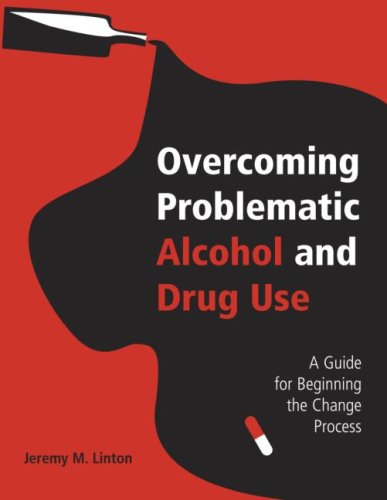 Overcoming
Problematic
Alcohol and
Drug Use
A Guide
for Beginning
the Change
Process
Jeremy M. Linton